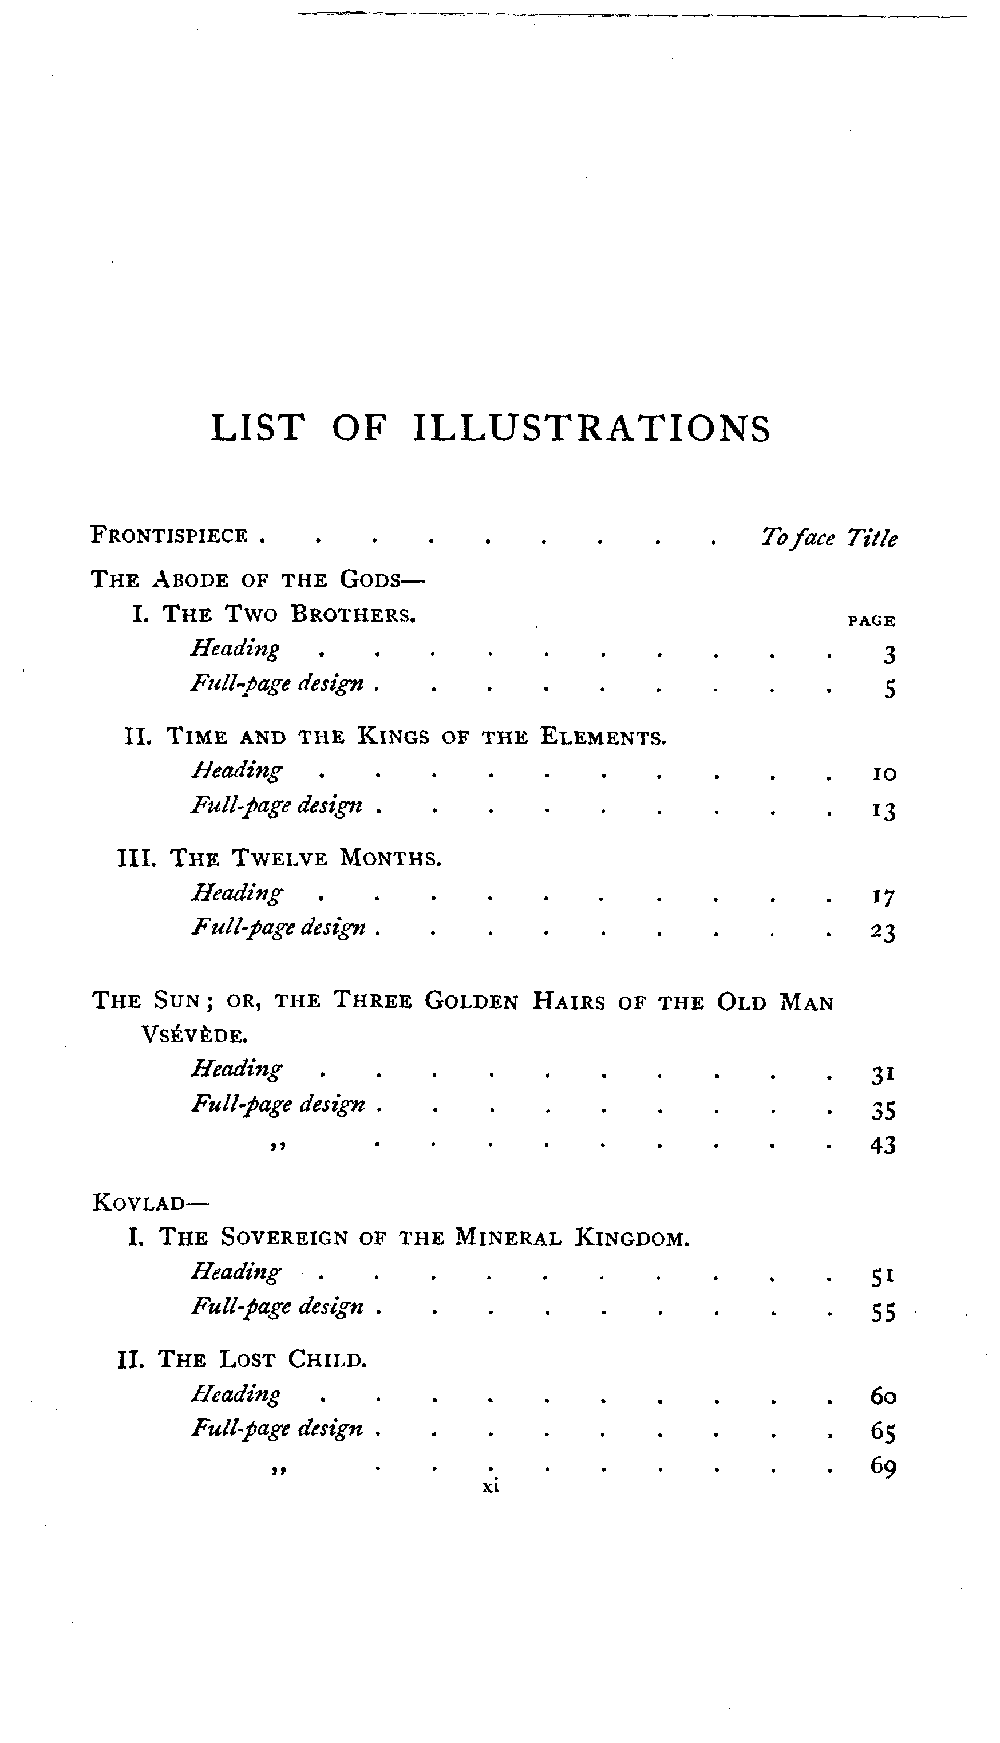 LIST OF ILLUSTRATIONS
FRONTISPIECE . . . . . . . . . To face Title
THE ABODE OF THE GODS—
I. THE TWO BROTHERS. PAGE
Heading . . . . . . . . . . 3
Full-page design . . . . . . . . . 5
II. TIME AND THE KINGS OF THE ELEMENTS.
Heading . . . . . . . . . . 10
Full-page design . . . . . . . . . 13
III. THE TWELVE MONTHS.
Heading . . . . . . . . . . 17
Full-page design . . . . . . . . . 23
THE SUN; OR, THE THREE GOLDEN HAIRS OF THE OLD MAN
VSÉVÈDE.
Heading . . . . . . . . . . 31
Full-page design . . . . . . . . . 35
„ . . . . . . . . . 43
KOVLAD—
I. THE SOVEREIGN OF THE MINERAL KINGDOM.
Heading . . . . . . . . . . 51
Full-page design . . . . . . . . . 55
II. THE LOST CHILD.
Heading . . . . . . . . . . 60
Full-page design . . . . . . . . . 65
„ . . . . . . . . . 69
xi